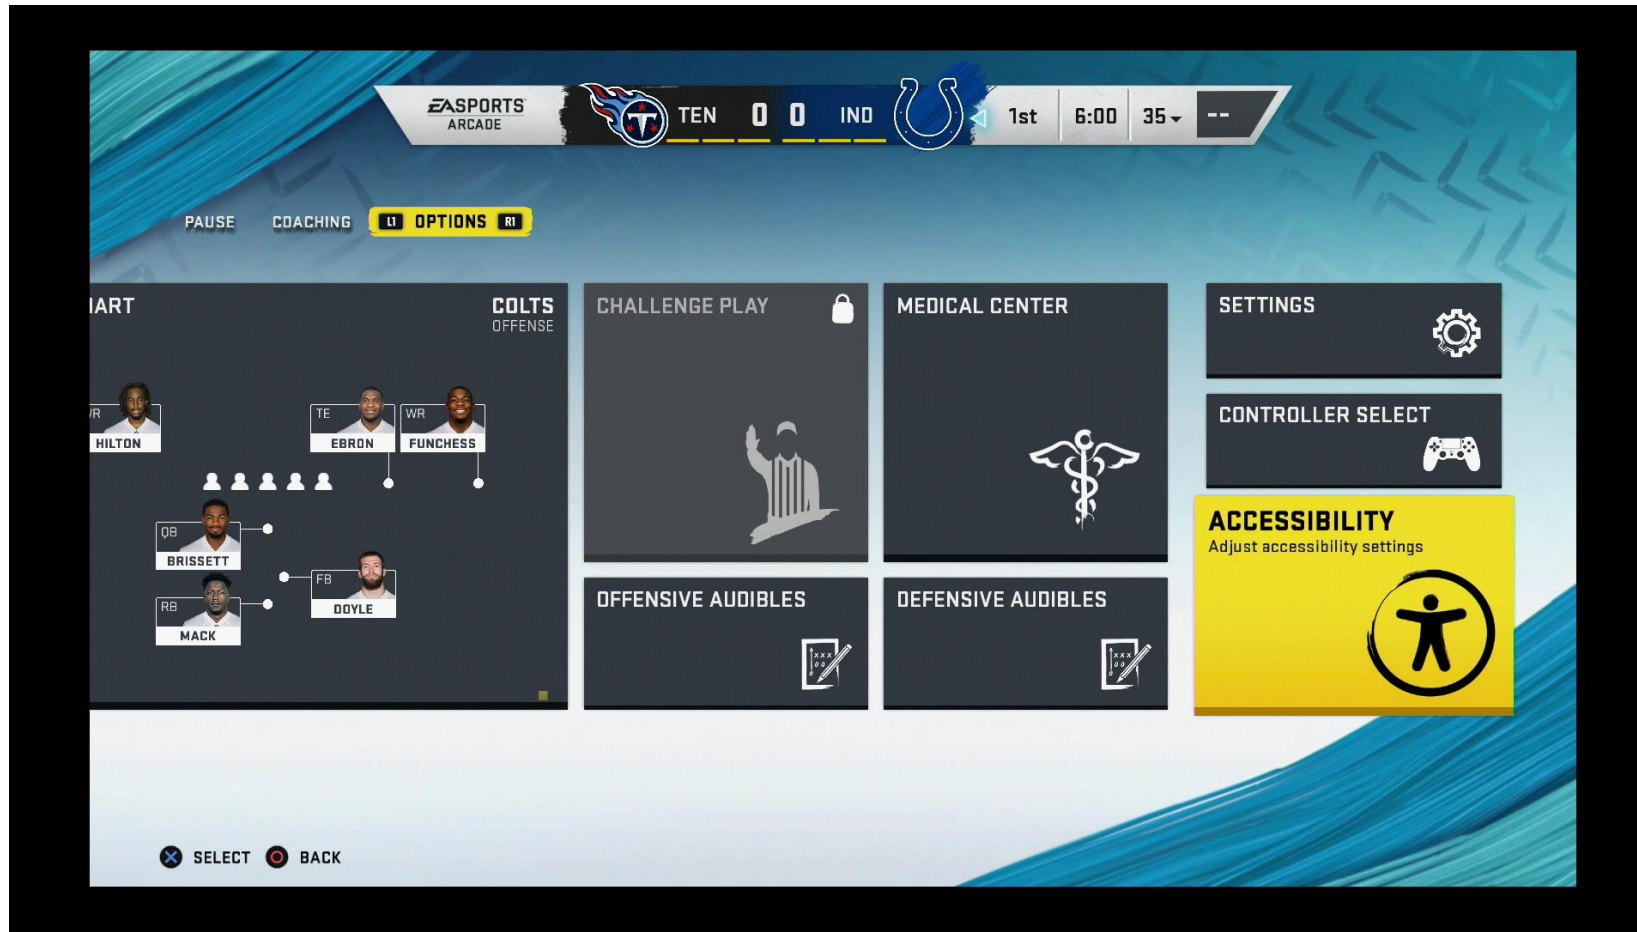 EA SPORTS
ARCADE
TEN 0 0 IND 1st 6:00 35 --
PAUSE COACHING L1 OPTIONS R1
COLTS
OFFENSE
HILTON
TE
EBRON
WR
FUNCHESS
QB
BRISSETT
RB
MACK
FB
DOYLE
CHALLENGE PLAY
MEDICAL CENTER
OFFENSIVE AUDIBLES
DEFENSIVE AUDIBLES
SETTINGS
CONTROLLER SELECT
ACCESSIBILITY
Adjust accessibility settings
SELECT BACK